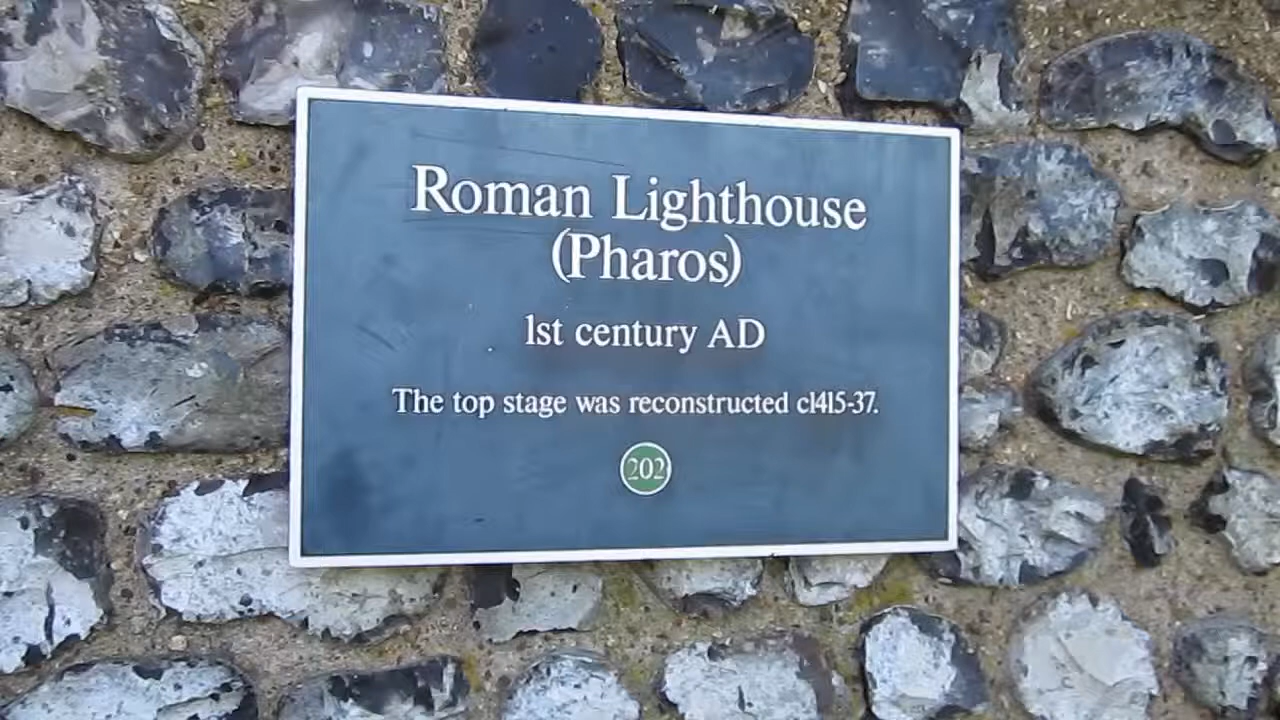 Roman Lighthouse
(Pharos)
1st century AD
The top stage was reconstructed c1415-37.
202